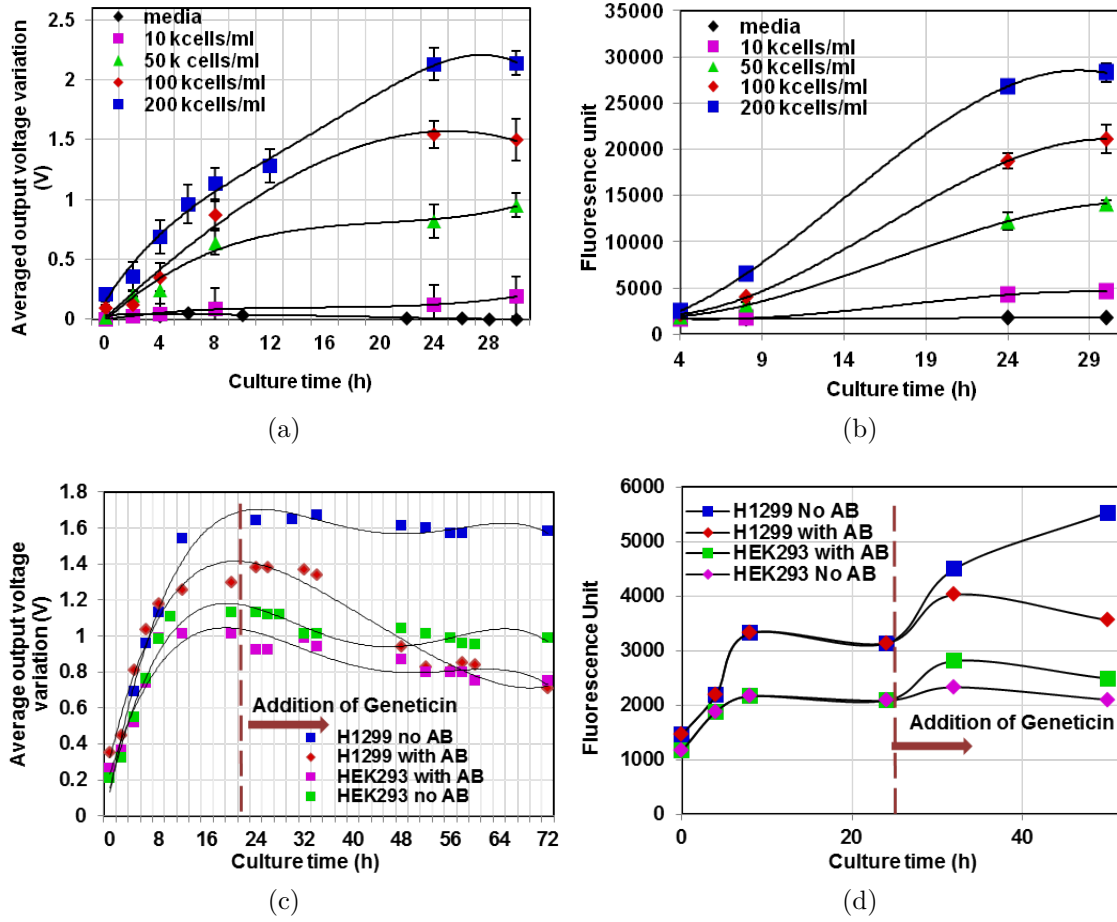 Averaged output voltage variation
(V)
2.5
2
1.5
1
0.5
0
media
10 kcells/ml
50 k cells/ml
100 kcells/ml
200 kcells/ml
0 4 8 12 16 20 24 28
Culture time (h)
(a)
Fluoresence unit
35000
30000
25000
20000
15000
10000
5000
0
media
10 kcells/ml
50 kcells/ml
100 kcells/ml
200 kcells/ml
4 9 14 19 24 29
Culture time (h)
(b)
Average output voltage
variation (V)
1.8
1.6
1.4
1.2
1
0.8
0.6
0.4
0.2
0
Addition of Geneticin
H1299 no AB
H1299 with AB
HEK293 with AB
HEK293 no AB
0 8 16 24 32 40 48 56 64 72
Culture time (h)
(c)
Fluorescence Unit
6000
5000
4000
3000
2000
1000
0
H1299 No AB
H1299 with AB
HEK293 with AB
HEK293 No AB
Addition of Geneticin
0 20 40
Culture time (h)
(d)